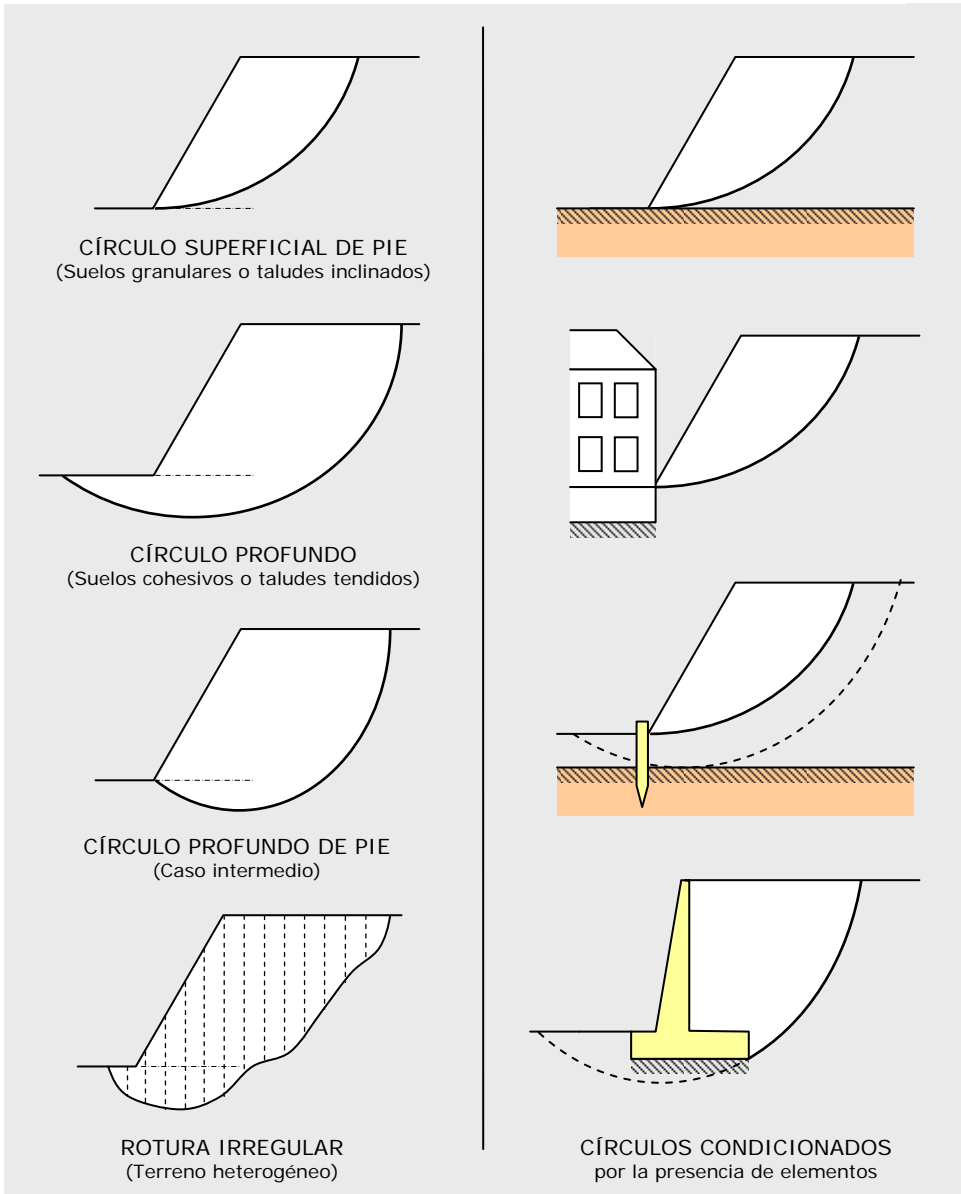 CÍRCULO SUPERFICIAL DE PIE
(Suelos granulares o taludes inclinados)
CÍRCULO PROFUNDO
(Suelos cohesivos o taludes tendidos)
CÍRCULO PROFUNDO DE PIE
(Caso intermedio)
ROTURA IRREGULAR
(Terreno heterogéneo)
CÍRCULOS CONDICIONADOS
por la presencia de elementos